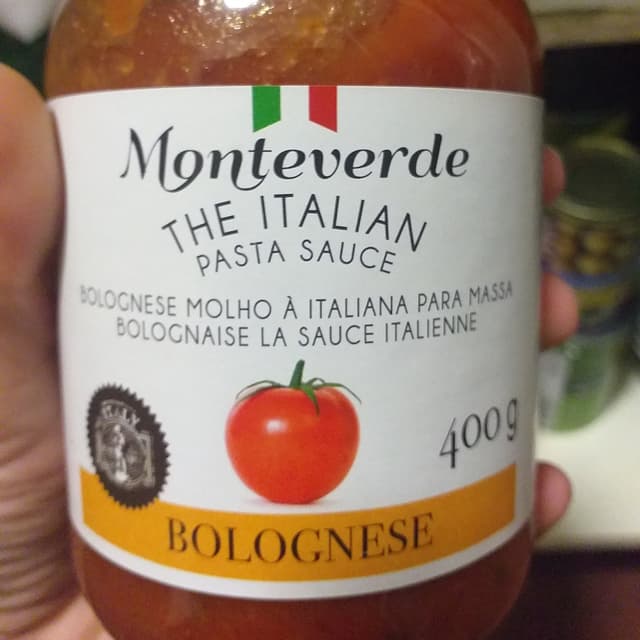 Monteverde
THE ITALIAN
PASTA SAUCE
BOLOGNESE MOLHO À ITALIANA PARA MASSA
BOLOGNAISE LA SAUCE ITALIENNE
400g
BOLOGNESE